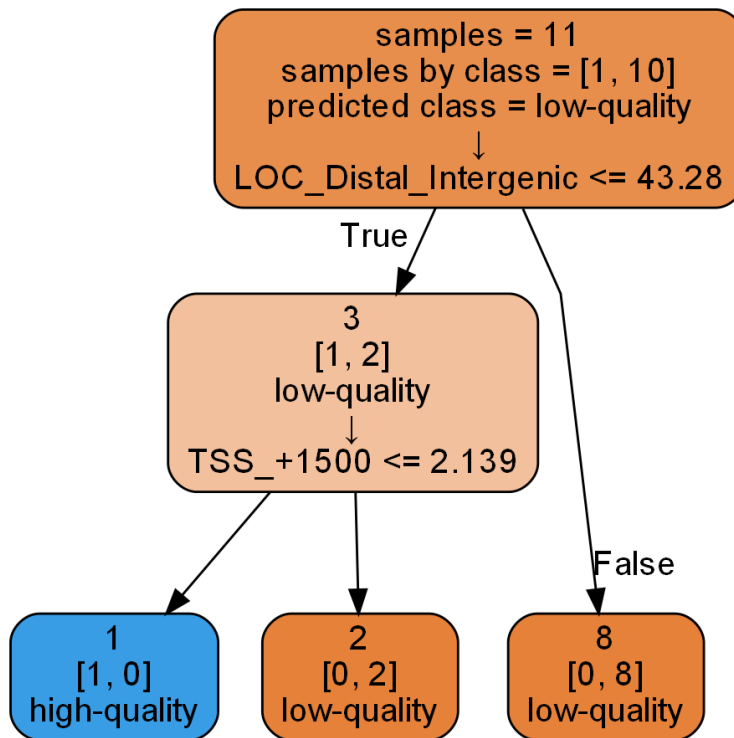 samples = 11
samples by class = [1, 10]
predicted class = low-quality
↓
LOC_Distal_Intergenic <= 43.28
True
3
[1, 2]
low-quality
↓
TSS_+1500 <= 2.139
False
1
[1, 0]
high-quality
2
[0, 2]
low-quality
8
[0, 8]
low-quality